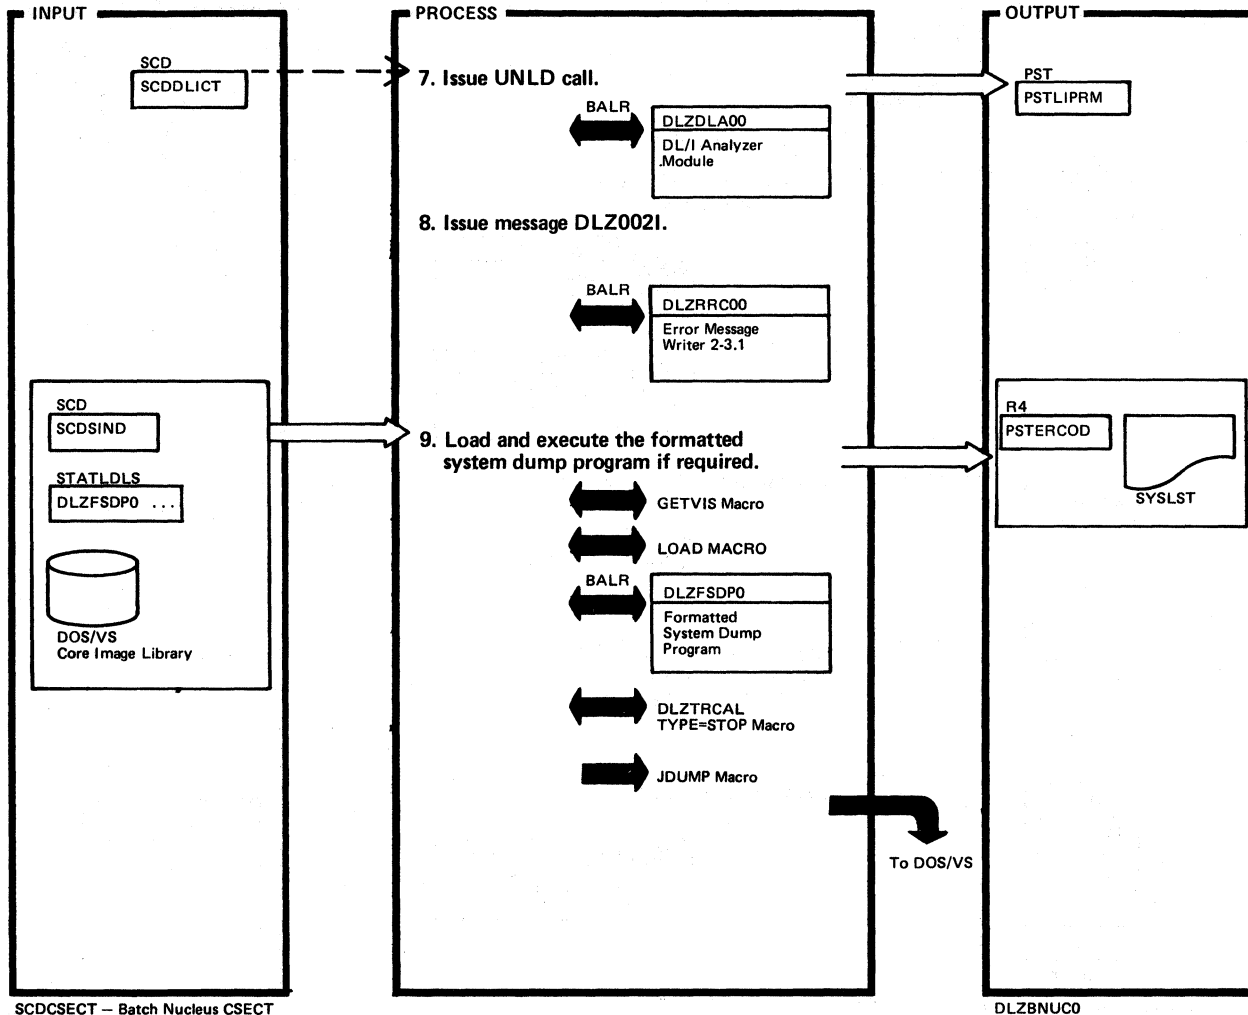 INPUT
PROCESS
OUTPUT
SCD
SCDDLICT
7. Issue UNLD call.
PST
PSTLIPRM
BALR
DLZDLA00
DL/I Analyzer
.Module
8. Issue message DLZ002I.
BALR
DLZRRC00
Error Message
Writer 2-3.1
SCD
SCDSIND
STATLDLS
DLZFSDP0 ...
DOS/VS
Core Image Library
9. Load and execute the formatted
system dump program if required.
R4
PSTERCOD
SYSLST
GETVIS Macro
LOAD MACRO
BALR
DLZFSDP0
Formatted
System Dump
Program
DLZTRCAL
TYPE=STOP Macro
JDUMP Macro
To DOS/VS
SCDCSECT – Batch Nucleus CSECT
DLZBNUC0